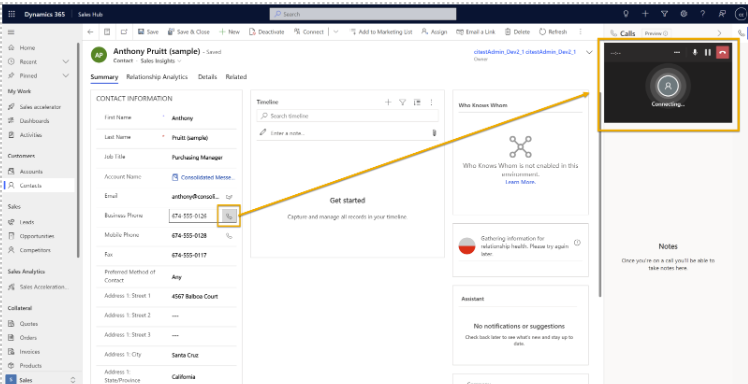 Dynamics 365 Sales Hub Search
Save Save & Close New Deactivate Connect Add to Marketing List Assign Email a Link Delete Refresh
Calls Preview
AP
Anthony Pruitt (sample) - Saved
Contact · Sales Insights
citestAdmin_Dev2_1 citestAdmin_Dev2_1
Owner
Summary Relationship Analytics Details Related
Home
Recent
Pinned
My Work
Sales accelerator
Dashboards
Activities
Customers
Accounts
Contacts
Sales
Leads
Opportunities
Competitors
Sales Analytics
Sales Acceleration...
Collateral
Quotes
Orders
Invoices
Products
S Sales
CONTACT INFORMATION
First Name * Anthony
Last Name * Pruitt (sample)
Job Title Purchasing Manager
Account Name Consolidated Messe...
Email anthony@consoli...
Business Phone 674-555-0126
Mobile Phone 674-555-0128
Fax 674-555-0117
Preferred Method of
Contact Any
Address 1: Street 1 4567 Balboa Court
Address 1: Street 2 ---
Address 1: Street 3 ---
Address 1: City Santa Cruz
Address 1:
State/Province California
Timeline
Search timeline
Enter a note...
Get started
Capture and manage all records in your timeline.
Who Knows Whom
Who Knows Whom is not enabled in this
environment.
Learn More.
Gathering information for
relationship health. Please try again
later.
Assistant
No notifications or suggestions
Check back later to see what's new and stay up to
date.
--:--
Connecting...
Notes
Once you're on a call you'll be able to
take notes here.